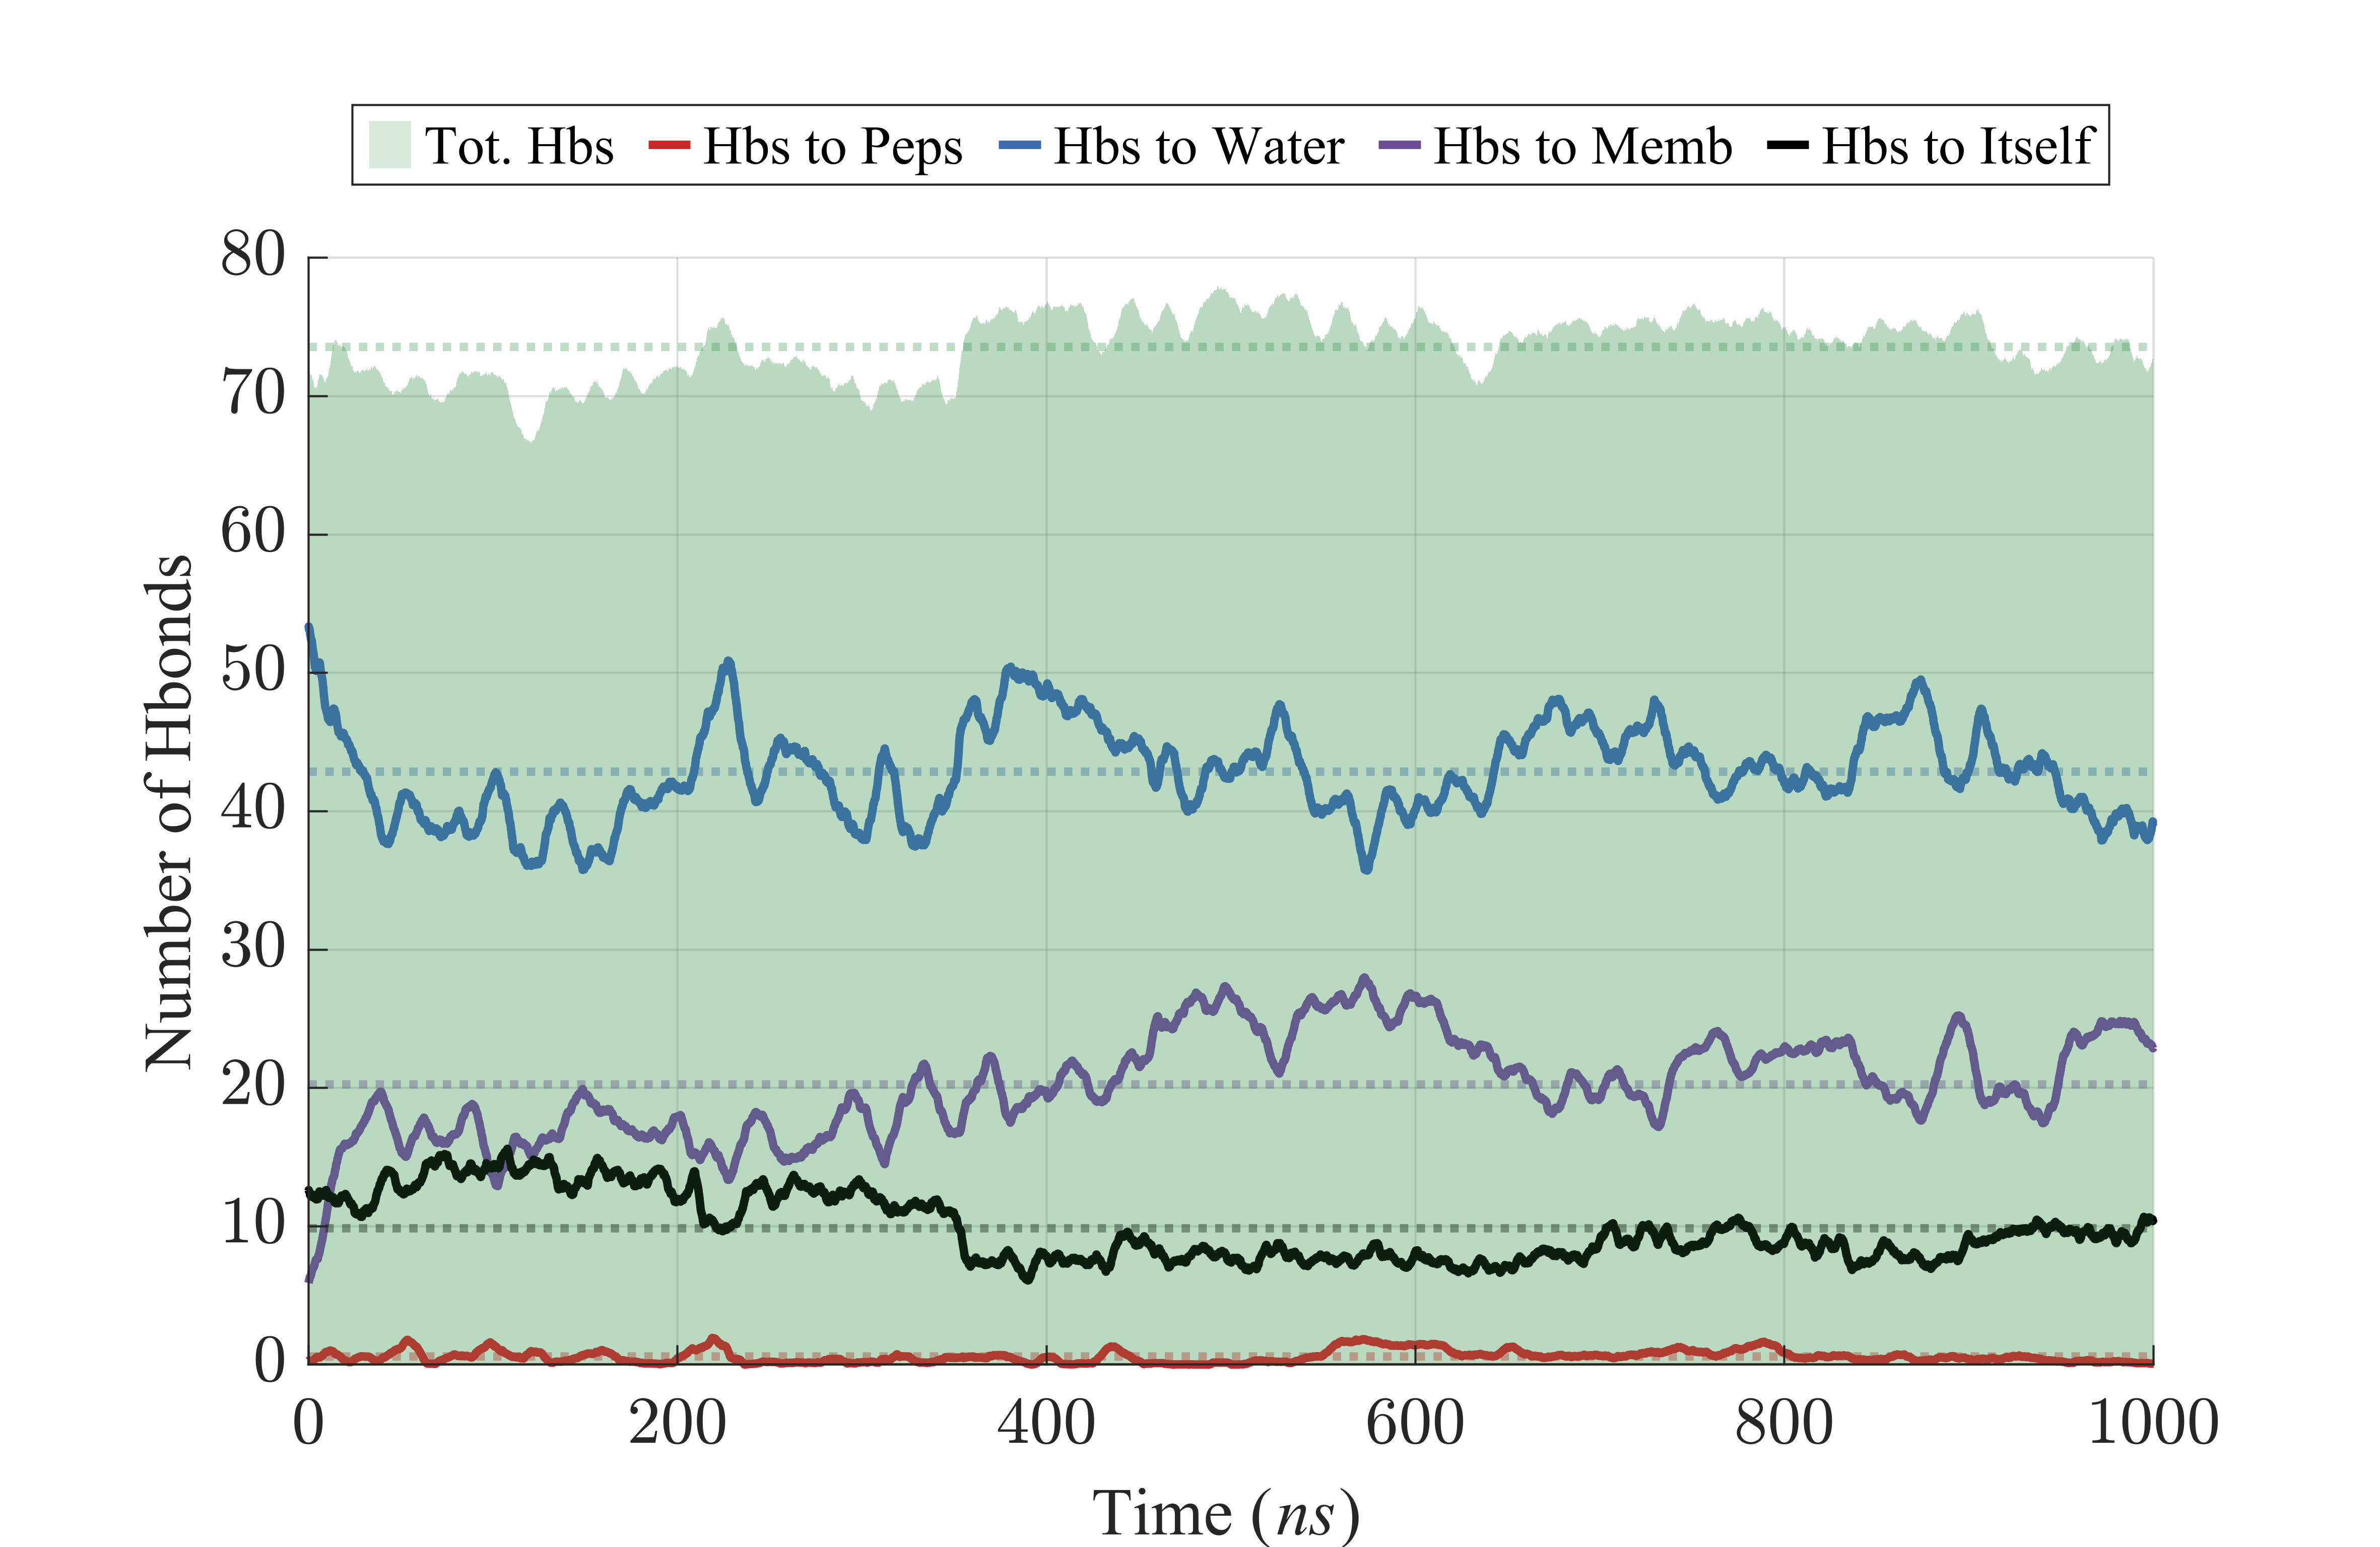 Tot. Hbs Hbs to Peps Hbs to Water Hbs to Memb Hbs to Itself
80
70
60
50
40
30
20
10
0
Number of Hbonds
0 200 400 600 800 1000
Time (ns)